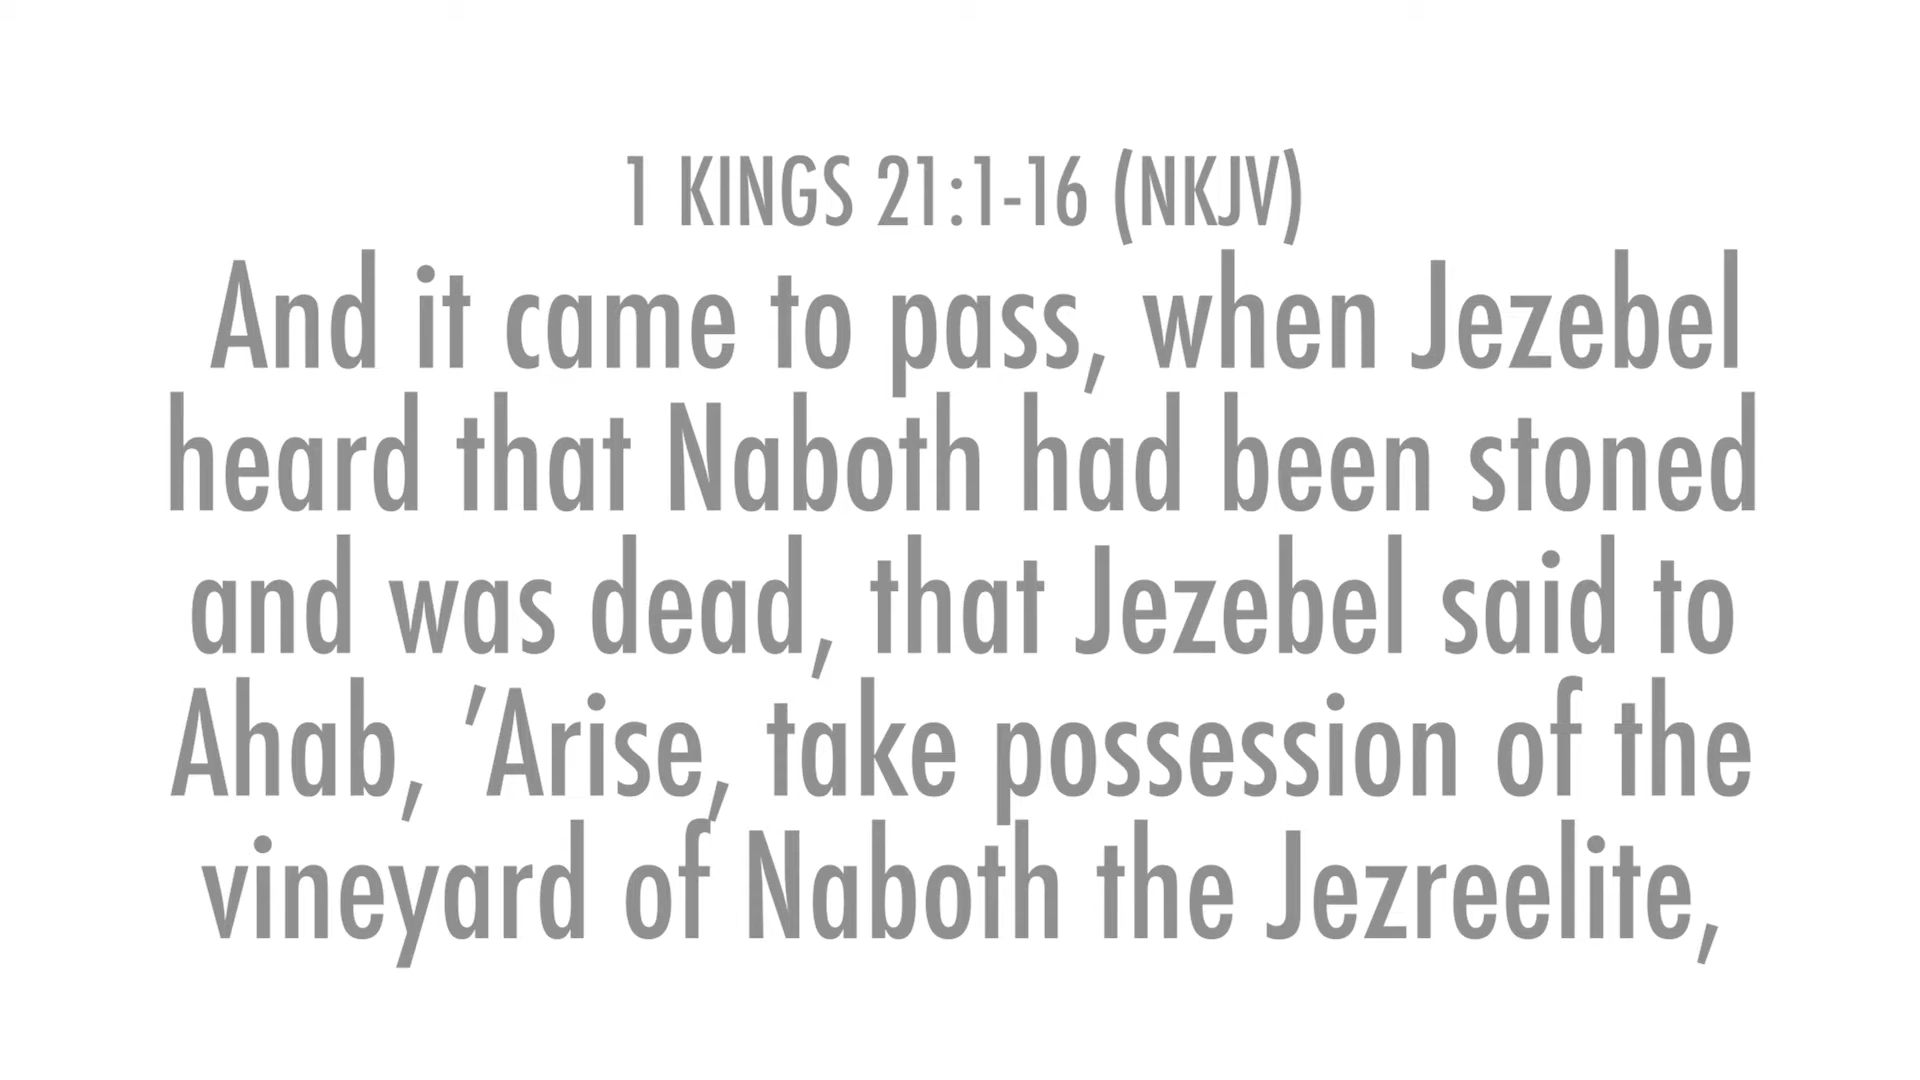 1 KINGS 21:1-16 (NKJV)
And it came to pass, when Jezebel
heard that Naboth had been stoned
and was dead, that Jezebel said to
Ahab, ’Arise, take possession of the
vineyard of Naboth the Jezreelite,